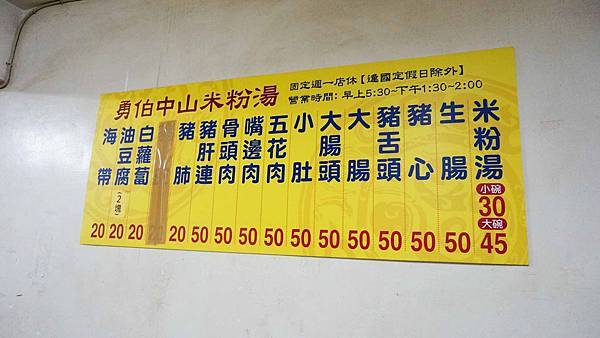 勇伯中山米粉湯
固定週一店休【逢國定假日除外】
營業時間: 早上5:30~下午1:30~2:00
米粉湯 小碗 30 大碗 45
生腸 50
豬心 50
豬舌頭 50
大腸 50
大腸頭 50
小肚 50
五花肉 50
嘴邊肉 50
骨頭肉 50
豬肝連 50
豬肺 20
白蘿蔔 20
油豆腐(2塊) 20
海帶 20